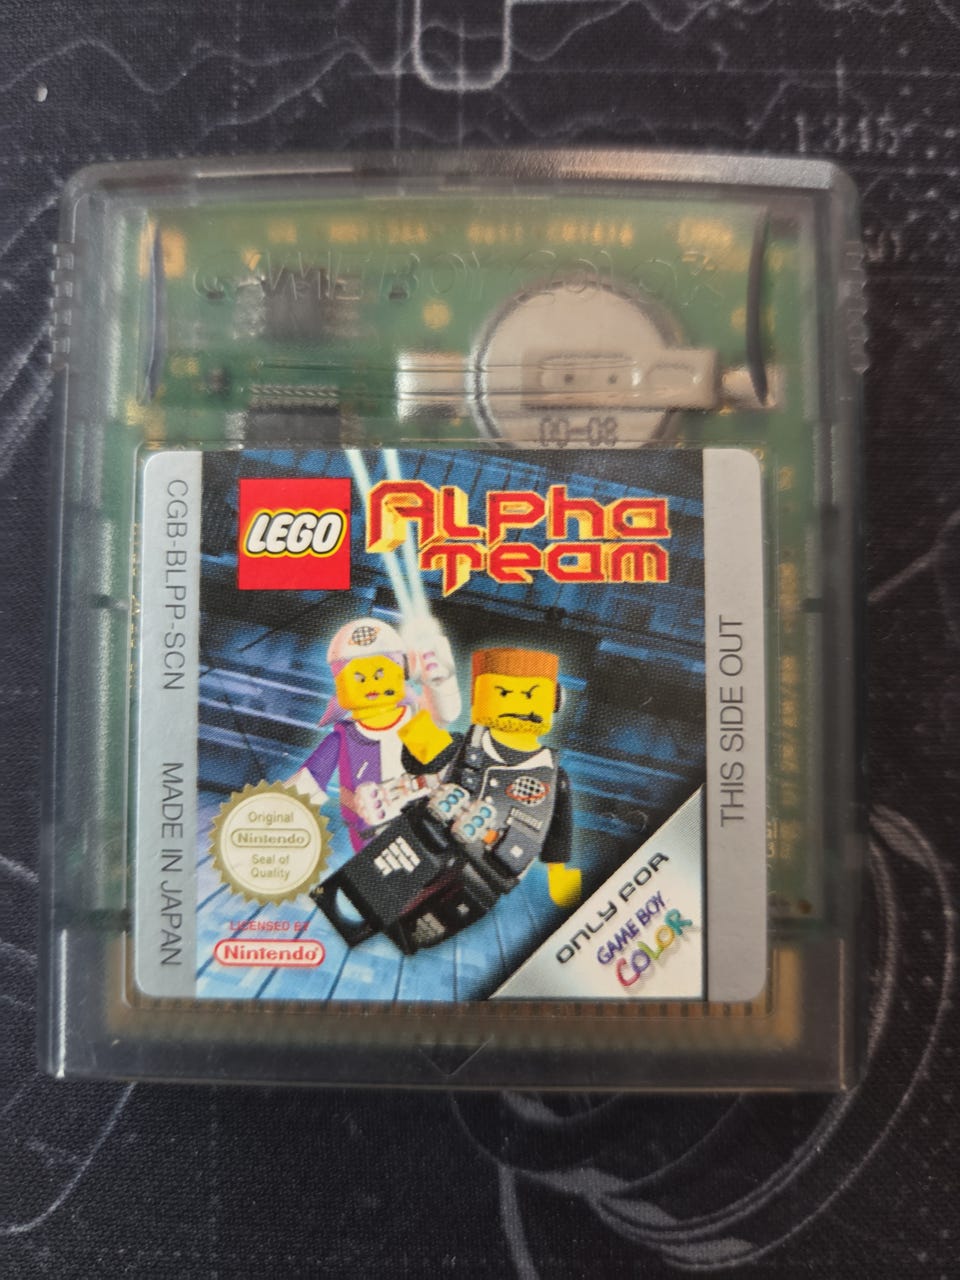 GAME BOY COLOR
LEGO
ALpha
Team
CGB-BLPP-SCN
MADE IN JAPAN
THIS SIDE OUT
Original
Nintendo
Seal of
Quality
LICENSED BY
Nintendo
ONLY FOR
GAME BOY
COLOR